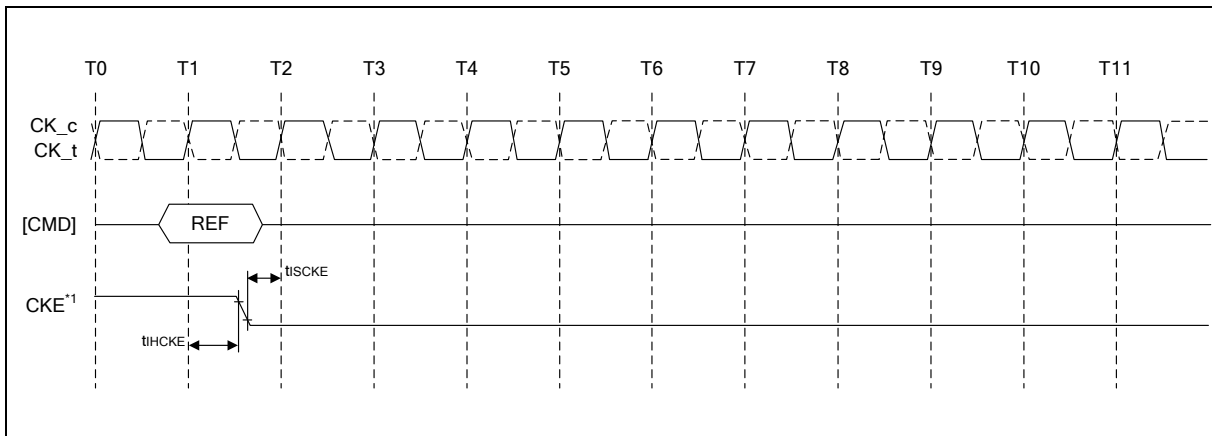 T0 T1 T2 T3 T4 T5 T6 T7 T8 T9 T10 T11
CK_c
CK_t
[CMD] REF
tISCKE
CKE*1
tIHCKE